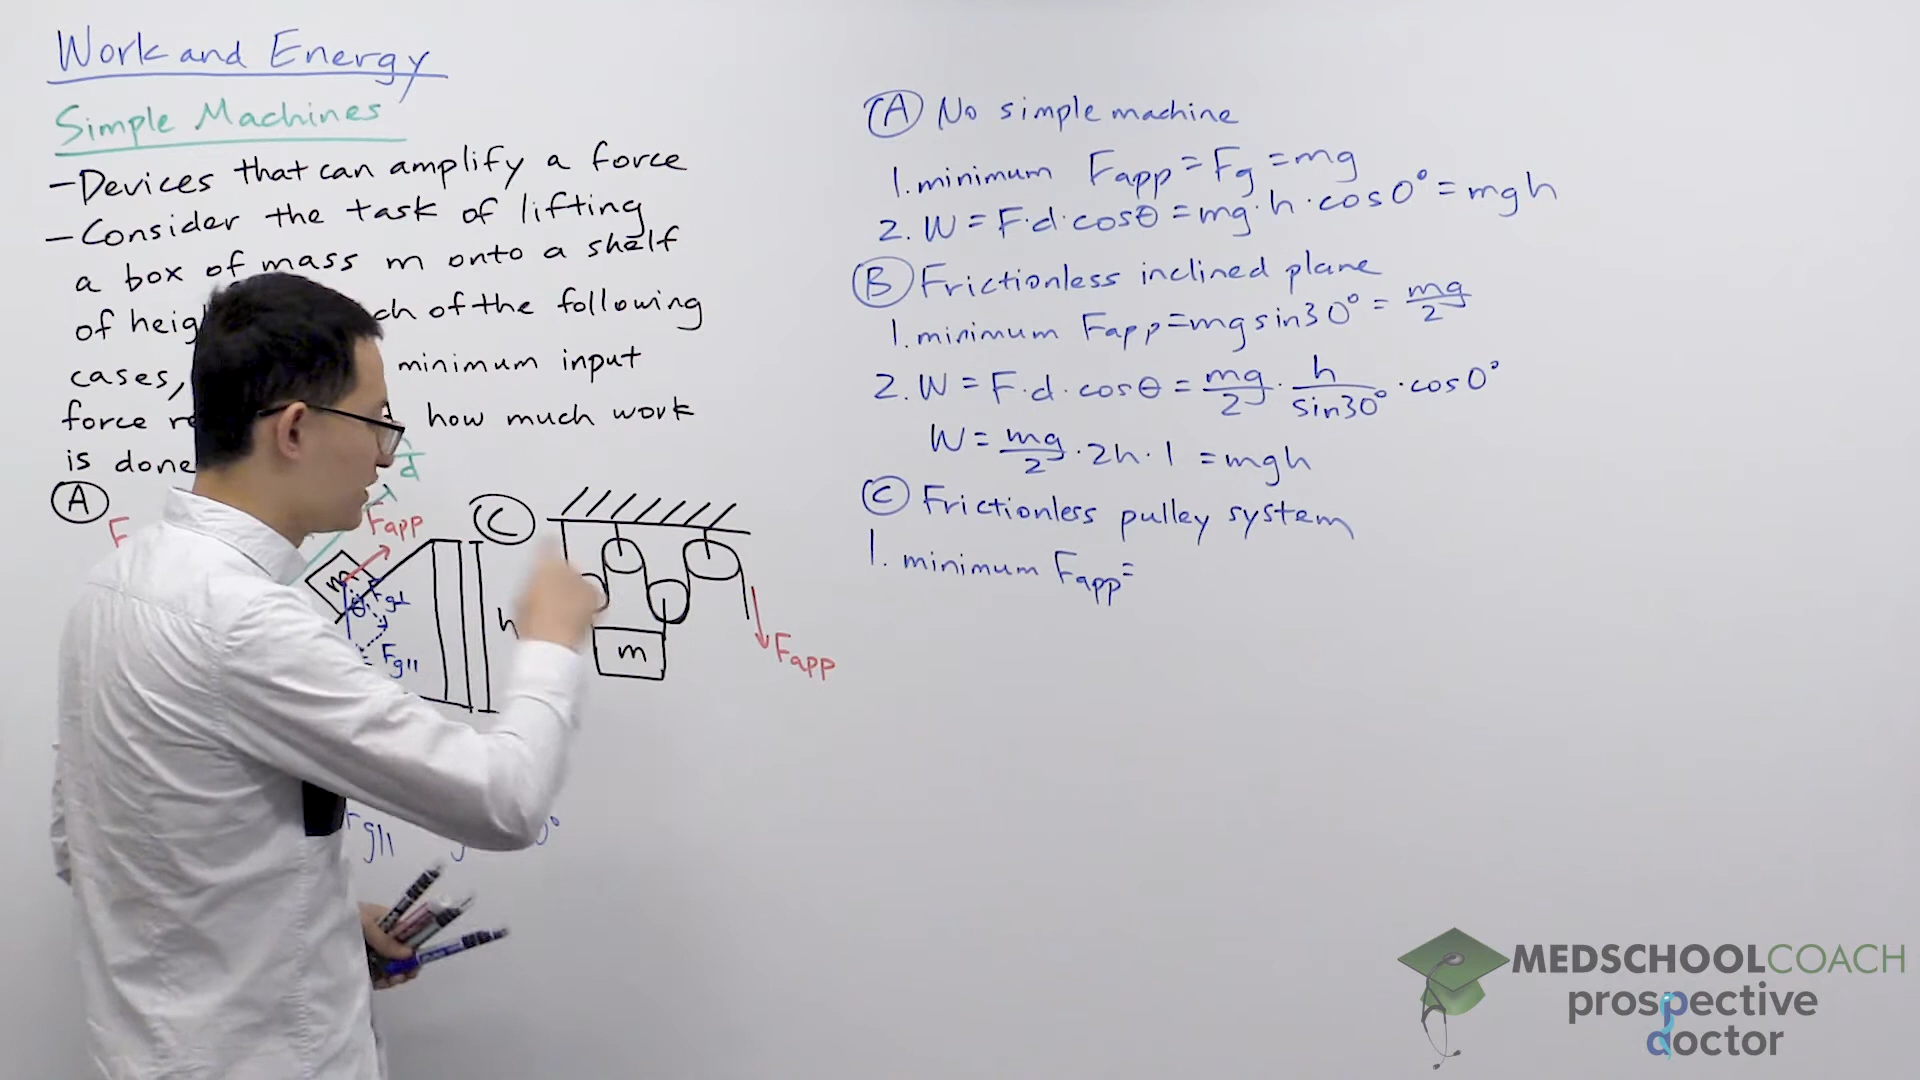 Work and Energy
Simple Machines
- Devices that can amplify a force
- Consider the task of lifting
a box of mass m onto a shelf
of heig ch of the following
cases, minimum input
force re how much work
is done
d
A
F
Fapp
m
θ
Fg⊥
Fg||
C
h
m
Fapp
Fg||
A No simple machine
1. minimum Fapp = Fg = mg
2. W = F·d·cosθ = mg·h·cos0° = mgh
B Frictionless inclined plane
1. minimum Fapp = mgsin30° = mg/2
2. W = F·d·cosθ = mg/2 · h/sin30° · cos0°
W = mg/2 · 2h · 1 = mgh
C Frictionless pulley system
1. minimum Fapp =
MEDSCHOOLCOACH
prospective
doctor